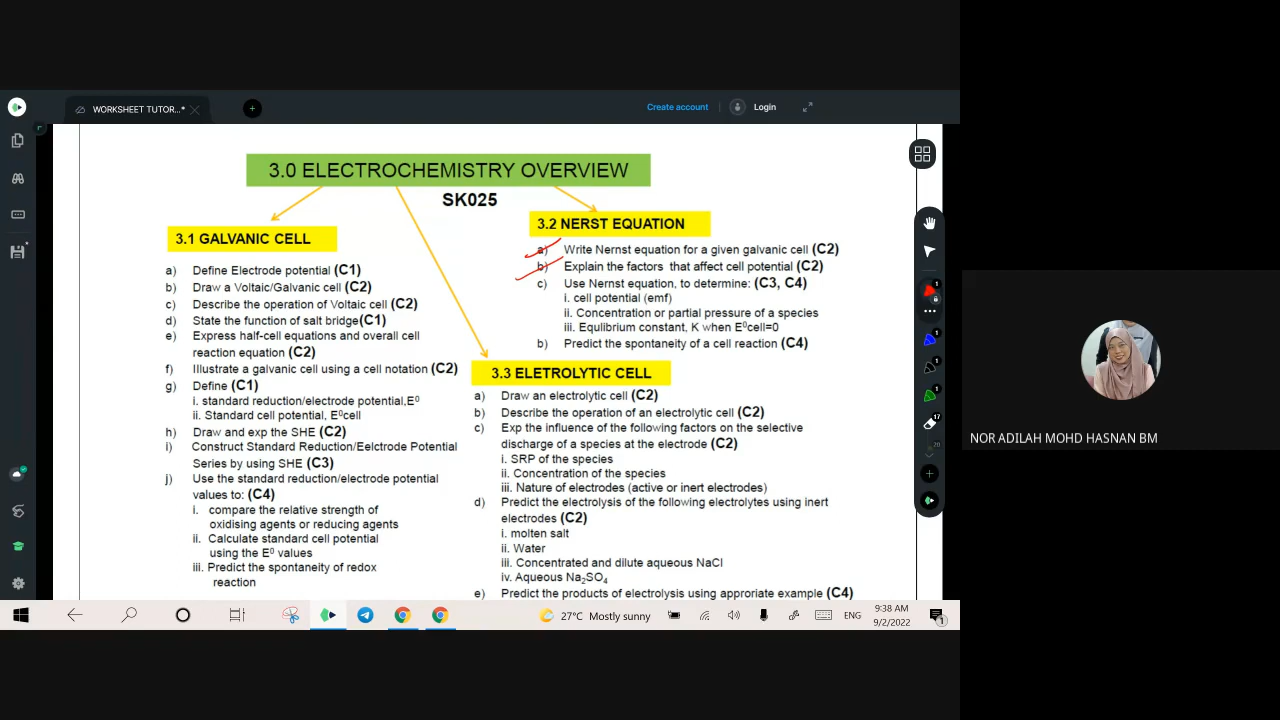 WORKSHEET TUTOR...*
Create account
Login
3.0 ELECTROCHEMISTRY OVERVIEW
SK025
3.1 GALVANIC CELL
a) Define Electrode potential (C1)
b) Draw a Voltaic/Galvanic cell (C2)
c) Describe the operation of Voltaic cell (C2)
d) State the function of salt bridge(C1)
e) Express half-cell equations and overall cell
reaction equation (C2)
f) Illustrate a galvanic cell using a cell notation (C2)
g) Define (C1)
i. standard reduction/electrode potential,E⁰
ii. Standard cell potential, E⁰cell
h) Draw and exp the SHE (C2)
i) Construct Standard Reduction/Eelctrode Potential
Series by using SHE (C3)
j) Use the standard reduction/electrode potential
values to: (C4)
i. compare the relative strength of
oxidising agents or reducing agents
ii. Calculate standard cell potential
using the E⁰ values
iii. Predict the spontaneity of redox
reaction
3.2 NERST EQUATION
a) Write Nernst equation for a given galvanic cell (C2)
b) Explain the factors that affect cell potential (C2)
c) Use Nernst equation, to determine: (C3, C4)
i. cell potential (emf)
ii. Concentration or partial pressure of a species
iii. Equlibrium constant, K when E⁰cell=0
b) Predict the spontaneity of a cell reaction (C4)
3.3 ELETROLYTIC CELL
a) Draw an electrolytic cell (C2)
b) Describe the operation of an electrolytic cell (C2)
c) Exp the influence of the following factors on the selective
discharge of a species at the electrode (C2)
i. SRP of the species
ii. Concentration of the species
iii. Nature of electrodes (active or inert electrodes)
d) Predict the electrolysis of the following electrolytes using inert
electrodes (C2)
i. molten salt
ii. Water
iii. Concentrated and dilute aqueous NaCl
iv. Aqueous Na₂SO₄
e) Predict the products of electrolysis using approriate example (C4)
1
1
1
1
17
NOR ADILAH MOHD HASNAN BM
27°C Mostly sunny
ENG
9:38 AM
9/2/2022
1